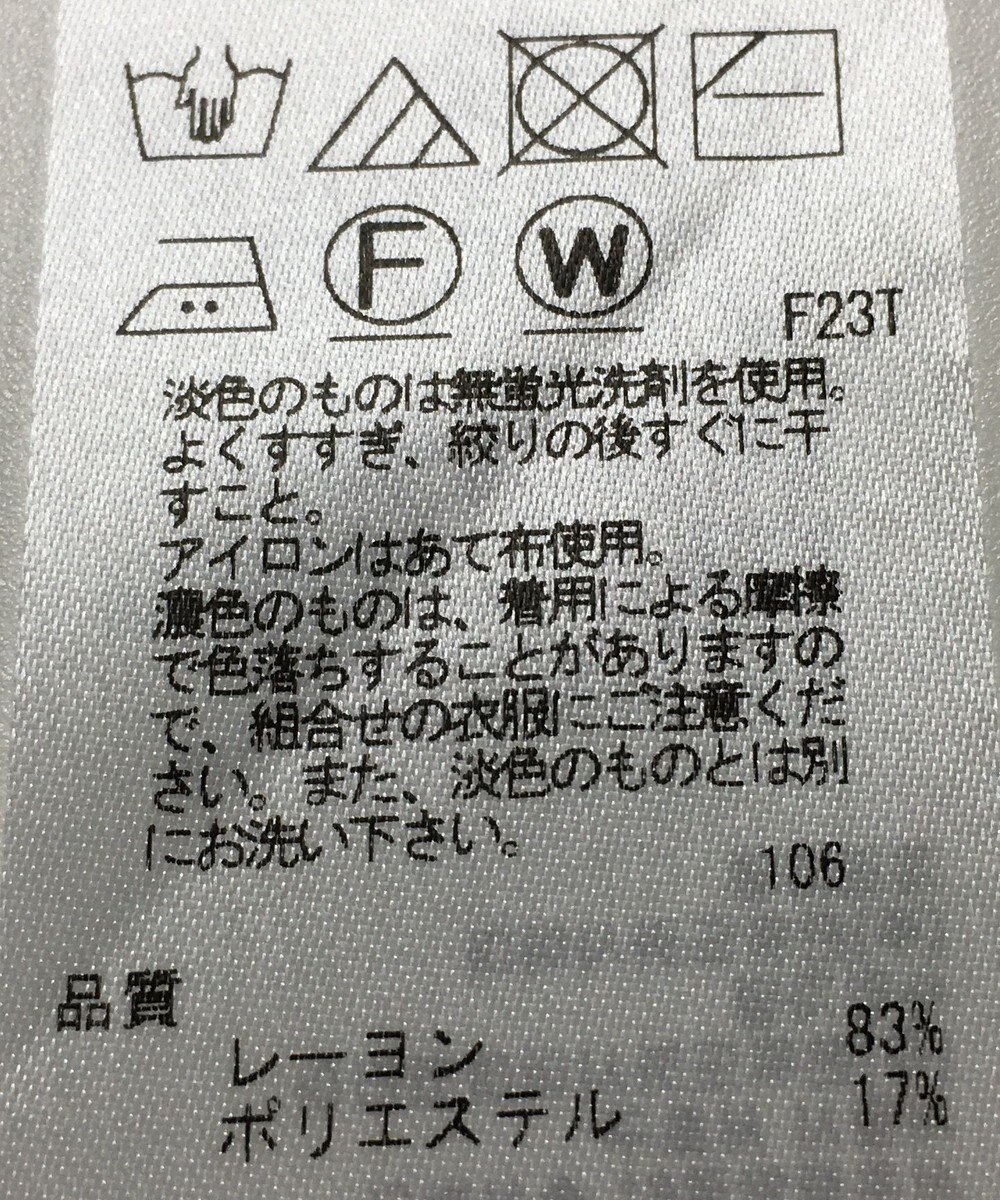 F W F23T
淡色のものは無蛍光洗剤を使用。
よくすすぎ、絞りの後すぐに干
すこと。
アイロンはあて布使用。
濃色のものは、着用による摩擦
で色落ちすることがありますの
で、組合せの衣服にご注意くだ
さい。また、淡色のものとは別
にお洗い下さい。
106
品質
レーヨン 83%
ポリエステル 17%